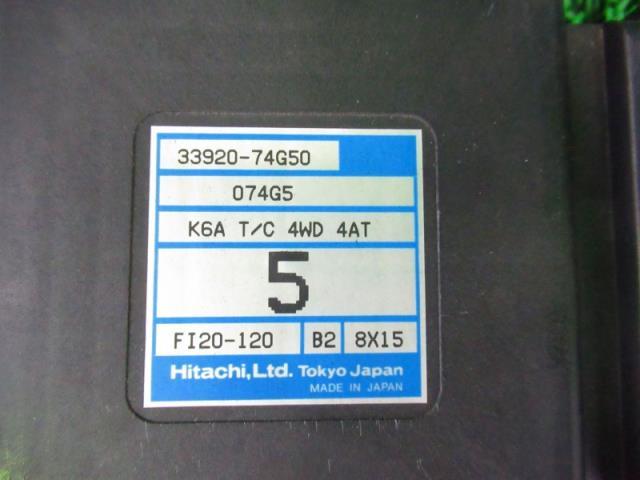 33920-74G50
074G5
K6A T/C 4WD 4AT
5
FI20-120 B2 8X15
Hitachi,Ltd. Tokyo Japan
MADE IN JAPAN